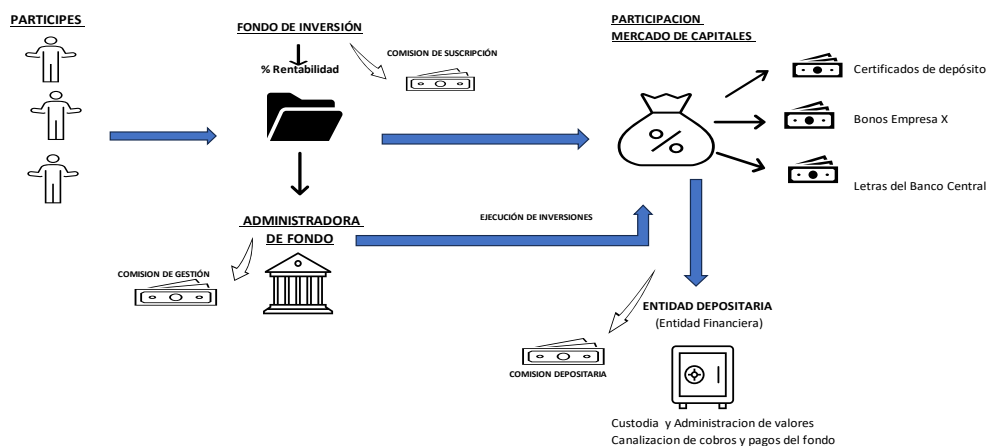 PARTICIPES
FONDO DE INVERSIÓN
% Rentabilidad
COMISION DE SUSCRIPCIÓN
PARTICIPACION
MERCADO DE CAPITALES
Certificados de depósito
Bonos Empresa X
Letras del Banco Central
ADMINISTRADORA
DE FONDO
EJECUCIÓN DE INVERSIONES
COMISION DE GESTIÓN
ENTIDAD DEPOSITARIA
(Entidad Financiera)
COMISION DEPOSITARIA
Custodia y Administracion de valores
Canalizacion de cobros y pagos del fondo